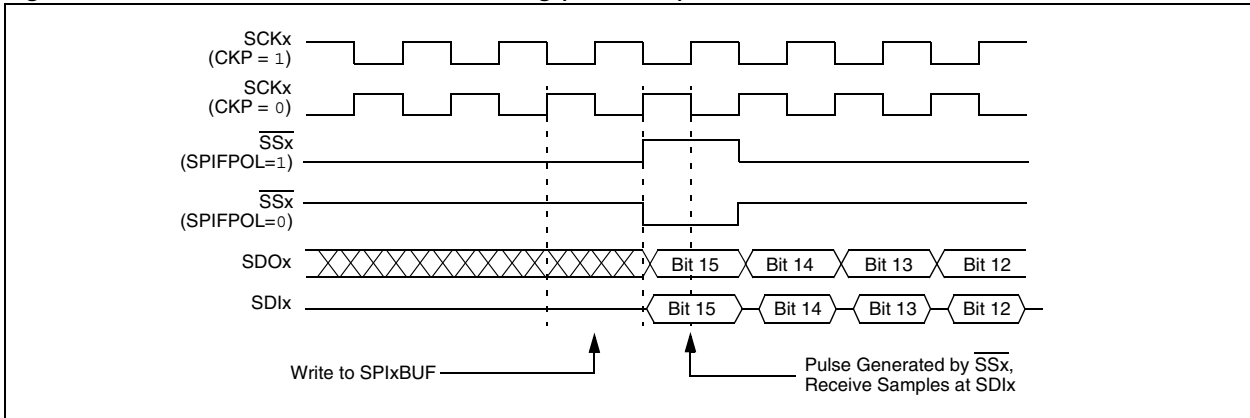 SCKx
(CKP = 1)
SCKx
(CKP = 0)
SSx
(SPIFPOL=1)
SSx
(SPIFPOL=0)
SDOx
Bit 15 Bit 14 Bit 13 Bit 12
SDIx
Bit 15 Bit 14 Bit 13 Bit 12
Write to SPIxBUF
Pulse Generated by SSx,
Receive Samples at SDIx